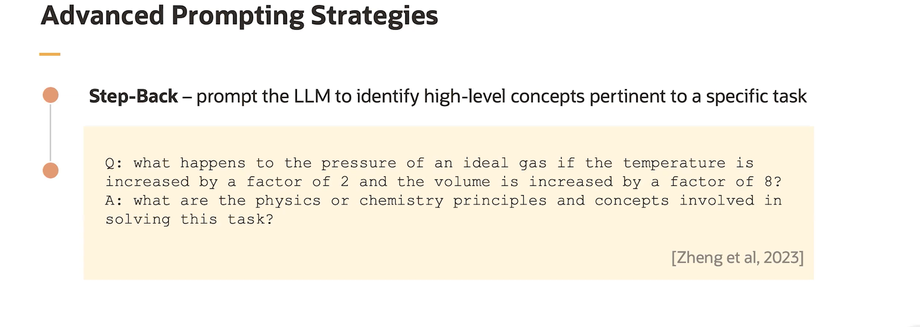 Advanced Prompting Strategies
Step-Back – prompt the LLM to identify high-level concepts pertinent to a specific task
Q: what happens to the pressure of an ideal gas if the temperature is
increased by a factor of 2 and the volume is increased by a factor of 8?
A: what are the physics or chemistry principles and concepts involved in
solving this task?
[Zheng et al, 2023]